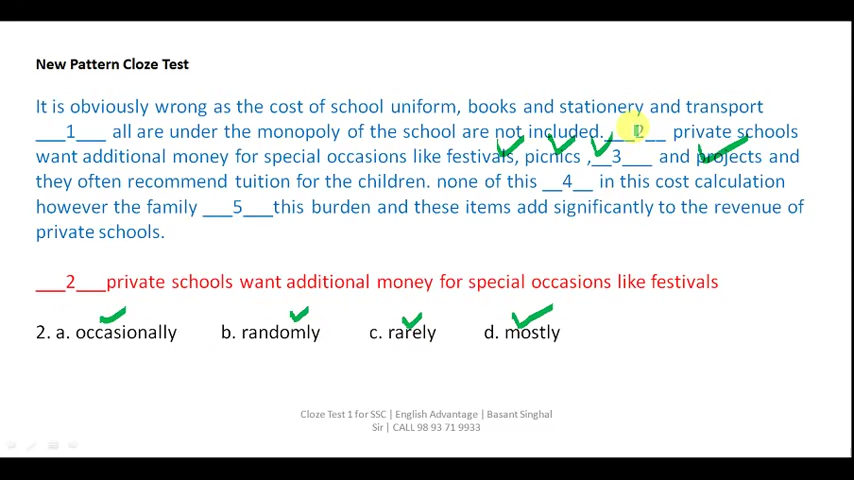 New Pattern Cloze Test
It is obviously wrong as the cost of school uniform, books and stationery and transport
___1___ all are under the monopoly of the school are not included. ___2___ private schools
want additional money for special occasions like festivals, picnics ,___3___ and projects and
they often recommend tuition for the children. none of this ___4__ in this cost calculation
however the family ___5___this burden and these items add significantly to the revenue of
private schools.
___2___private schools want additional money for special occasions like festivals
2. a. occasionally b. randomly c. rarely d. mostly
Cloze Test 1 for SSC | English Advantage | Basant Singhal
Sir | CALL 98 93 71 9933